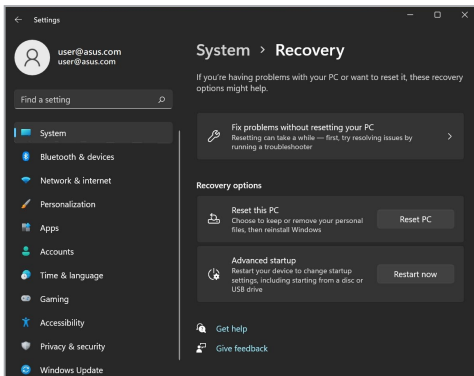 Settings
user@asus.com
user@asus.com
Find a setting
System
Bluetooth & devices
Network & internet
Personalization
Apps
Accounts
Time & language
Gaming
Accessibility
Privacy & security
Windows Update
System > Recovery
If you're having problems with your PC or want to reset it, these recovery
options might help.
Fix problems without resetting your PC
Resetting can take a while — first, try resolving issues by
running a troubleshooter
Recovery options
Reset this PC
Choose to keep or remove your personal
files, then reinstall Windows
Reset PC
Advanced startup
Restart your device to change startup
settings, including starting from a disc or
USB drive
Restart now
Get help
Give feedback